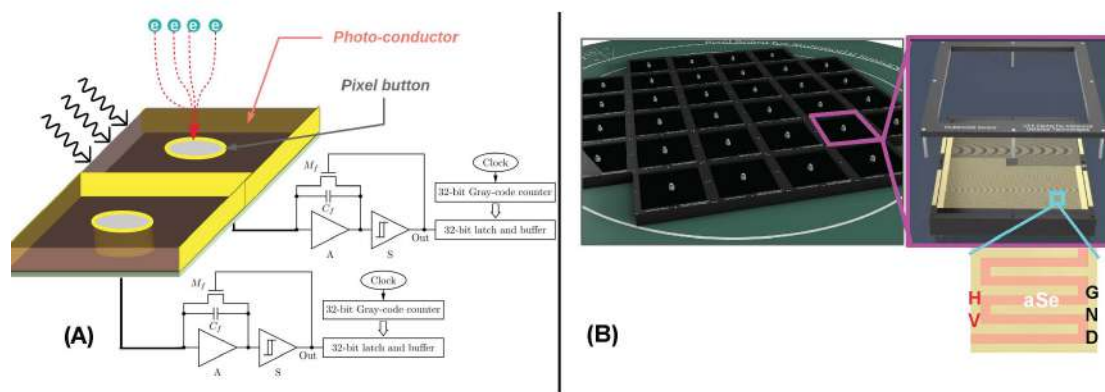 e e e e
Photo-conductor
Pixel button
M_f
C_f
A
S
Out
Clock
32-bit Gray-code counter
32-bit latch and buffer
M_f
C_f
A
S
Out
Clock
32-bit Gray-code counter
32-bit latch and buffer
(A)
(B)
H
V
aSe
G
N
D